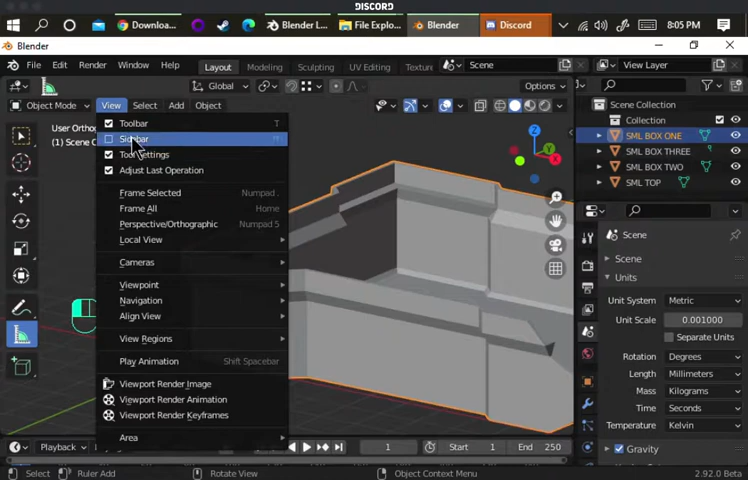 DISCORD
Downloa...
Blender L...
File Explo...
Blender
Discord
8:05 PM
Blender
File Edit Render Window Help Layout Modeling Sculpting UV Editing Textur Scene View Layer
Global Options
Object Mode View Select Add Object
User Ortho
(1) Scene C
Toolbar T
Sidebar N
Tool Settings
Adjust Last Operation
Frame Selected Numpad .
Frame All Home
Perspective/Orthographic Numpad 5
Local View
Cameras
Viewpoint
Navigation
Align View
View Regions
Play Animation Shift Spacebar
Viewport Render Image
Viewport Render Animation
Viewport Render Keyframes
Area
Z
Y
Scene Collection
Collection
SML BOX ONE
SML BOX THREE
SML BOX TWO
SML TOP
Scene
Scene
Units
Unit System Metric
Unit Scale 0.001000
Separate Units
Rotation Degrees
Length Millimeters
Mass Kilograms
Time Seconds
Temperature Kelvin
Gravity
Playback 1 Start 1 End 250
Select Ruler Add Rotate View Object Context Menu 2.92.0 Beta